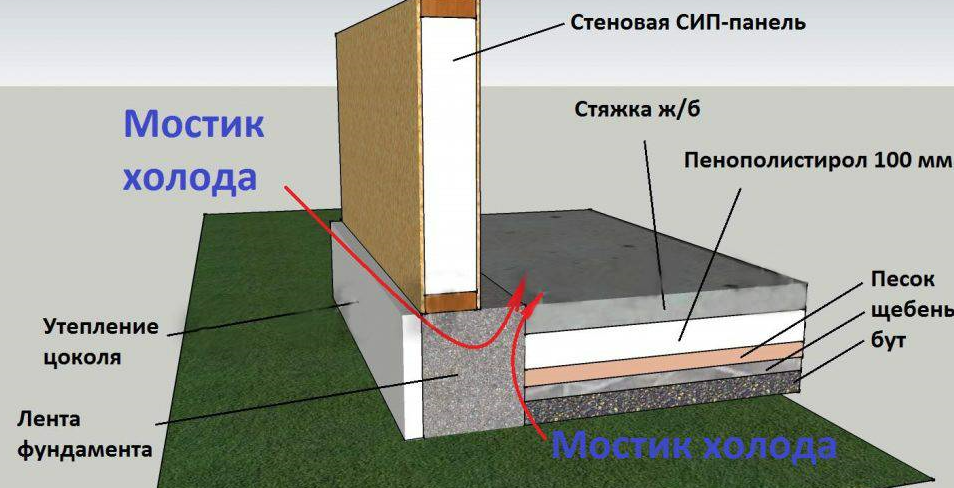 Стеновая СИП-панель
Стяжка ж/б
Мостик
холода
Пенополистирол 100 мм
Песок
щебень
бут
Утепление
цоколя
Лента
фундамента
Мостик холода